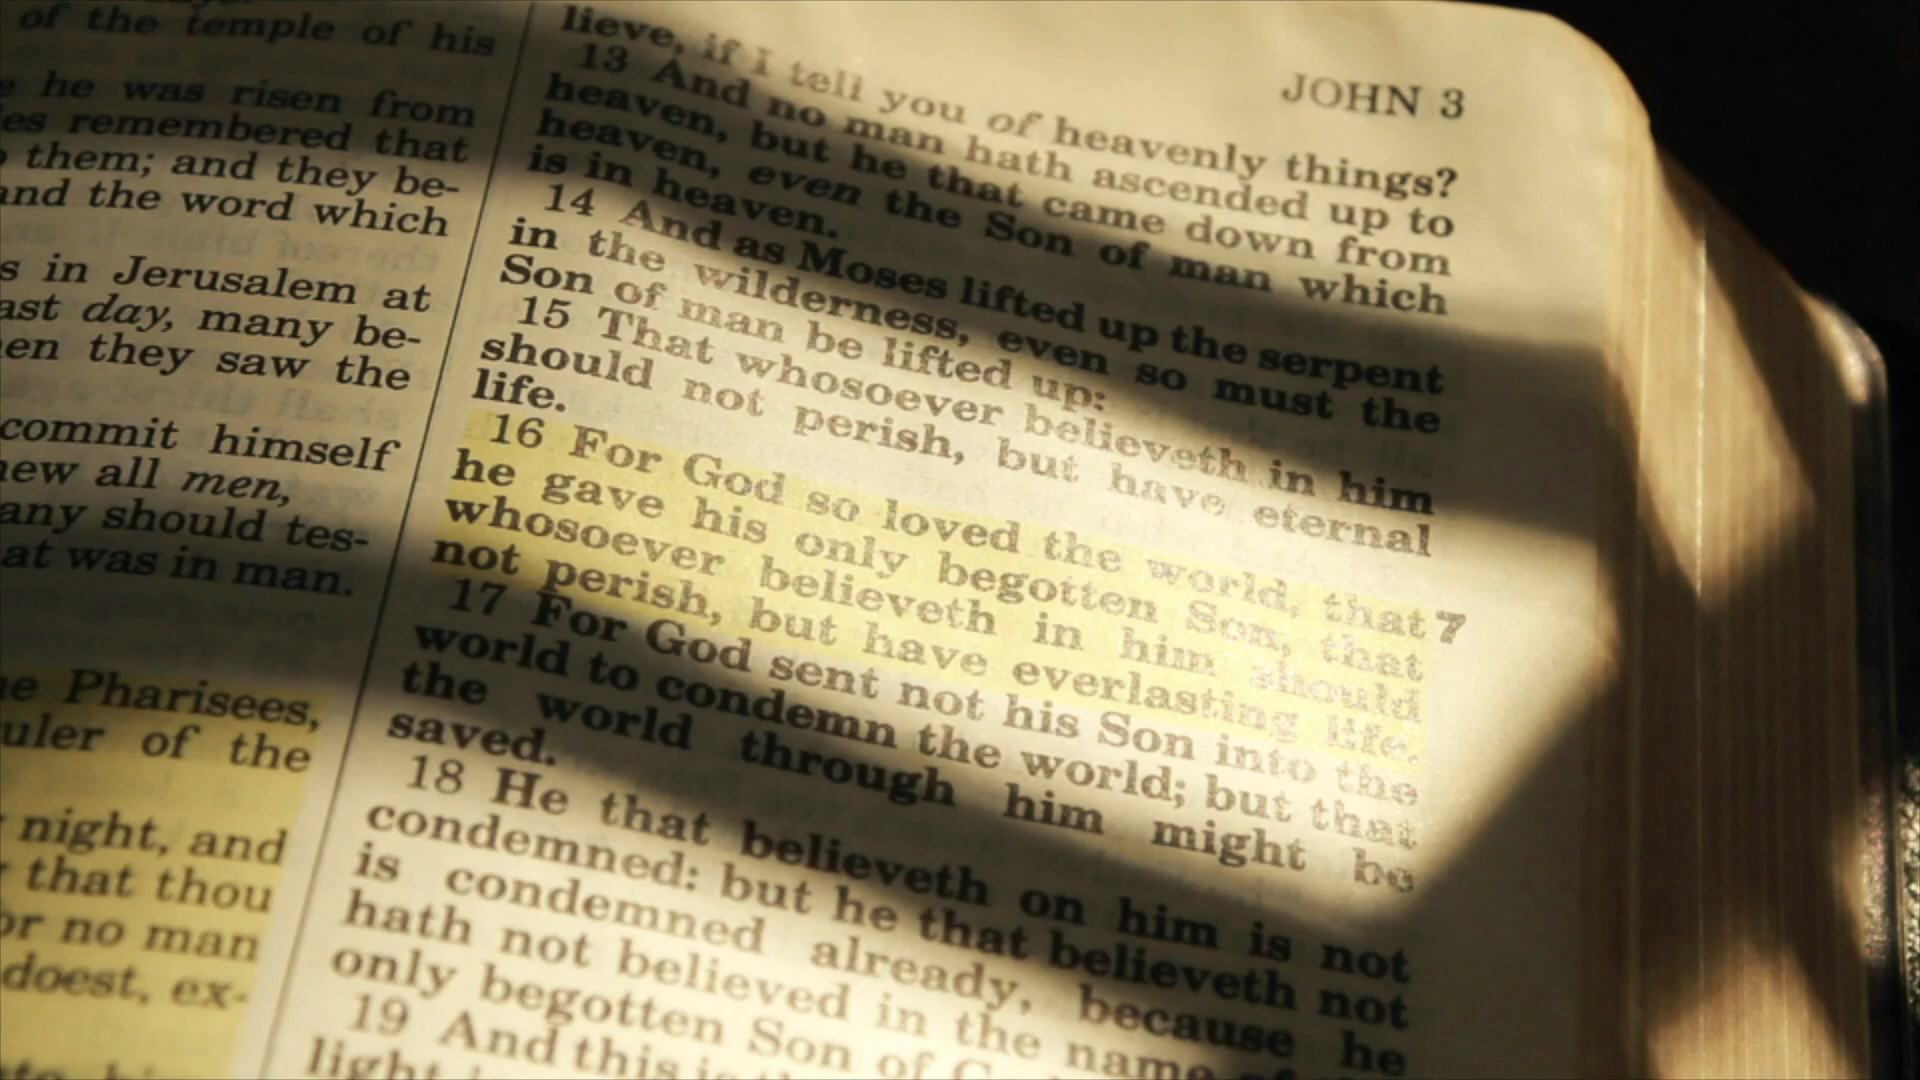 of the temple of his
he was risen from
remembered that
them; and they be-
and the word which
in Jerusalem at
day, many be-
they saw the
commit himself
all men,
any should tes-
at was in man.
Pharisees,
of the
night, and
that thou
no man
doest, ex-
JOHN 3
lieve, if I tell you of heavenly things?
13 And no man hath ascended up to
heaven, but he that came down from
heaven, even the Son of man which
is in heaven.
14 And as Moses lifted up the serpent
in the wilderness, even so must the
Son of man be lifted up:
15 That whosoever believeth in him
should not perish, but have eternal
life.
16 For God so loved the world, that
he gave his only begotten Son, that
whosoever believeth in him should
not perish, but have everlasting life.
17 For God sent not his Son into the
world to condemn the world; but that
the world through him might be
saved.
18 He that believeth on him is not
condemned: but he that believeth not
is condemned already, because he
hath not believed in the name of
only begotten Son of
19 And this is
light
7